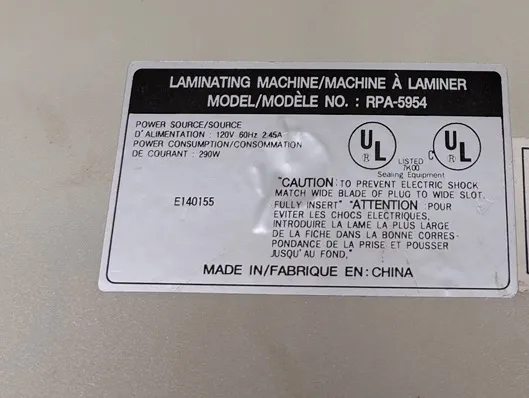 LAMINATING MACHINE/MACHINE À LAMINER
MODEL/MODÈLE NO. : RPA-5954
POWER SOURCE/SOURCE
D'ALIMENTATION : 120V 60Hz 2.45A
POWER CONSUMPTION/CONSOMMATION
DE COURANT : 290W
E140155
UL ®
C UL ®
LISTED
7K00
Sealing Equipment
"CAUTION: TO PREVENT ELECTRIC SHOCK
MATCH WIDE BLADE OF PLUG TO WIDE SLOT.
FULLY INSERT" "ATTENTION :POUR
EVITER LES CHOCS ELECTRIQUES,
INTRODUIRE LA LAME LA PLUS LARGE
DE LA FICHE DANS LA BONNE CORRES-
PONDANCE DE LA PRISE ET POUSSER
JUSQU'AU FOND."
MADE IN/FABRIQUE EN: CHINA